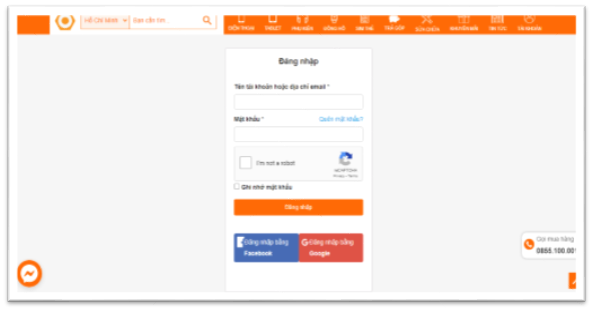 Hồ Chí Minh Bạn cần tìm...
ĐIỆN THOẠI TABLET PHỤ KIỆN ĐỒNG HỒ SIM THẺ TRẢ GÓP SỬA CHỮA KHUYẾN MÃI TIN TỨC TÀI KHOẢN
Đăng nhập
Tên tài khoản hoặc địa chỉ email *
Mật khẩu * Quên mật khẩu?
I'm not a robot
reCAPTCHA
Privacy - Terms
Ghi nhớ mật khẩu
Đăng nhập
Đăng nhập bằng
Facebook
Đăng nhập bằng
Google
Gọi mua hàng
0855.100.001